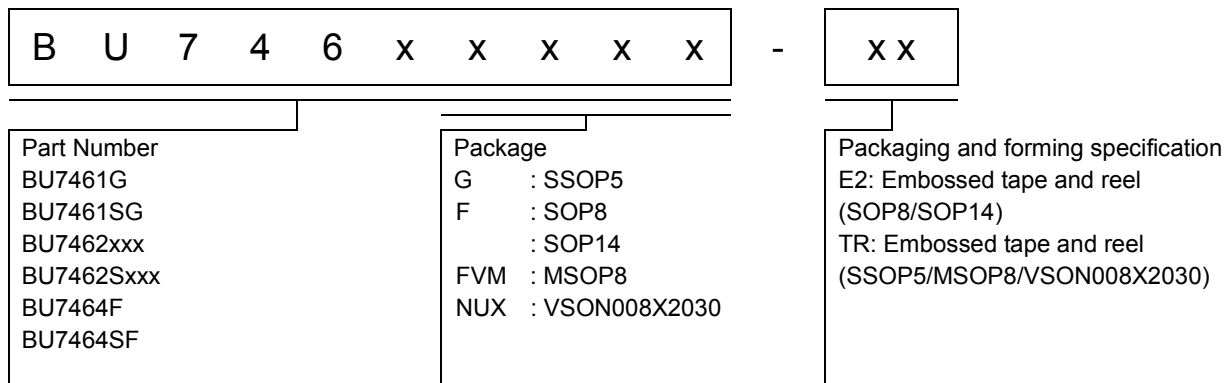 B U 7 4 6 x x x x x - x x
Part Number
BU7461G
BU7461SG
BU7462xxx
BU7462Sxxx
BU7464F
BU7464SF
Package
G : SSOP5
F : SOP8
: SOP14
FVM : MSOP8
NUX : VSON008X2030
Packaging and forming specification
E2: Embossed tape and reel
(SOP8/SOP14)
TR: Embossed tape and reel
(SSOP5/MSOP8/VSON008X2030)